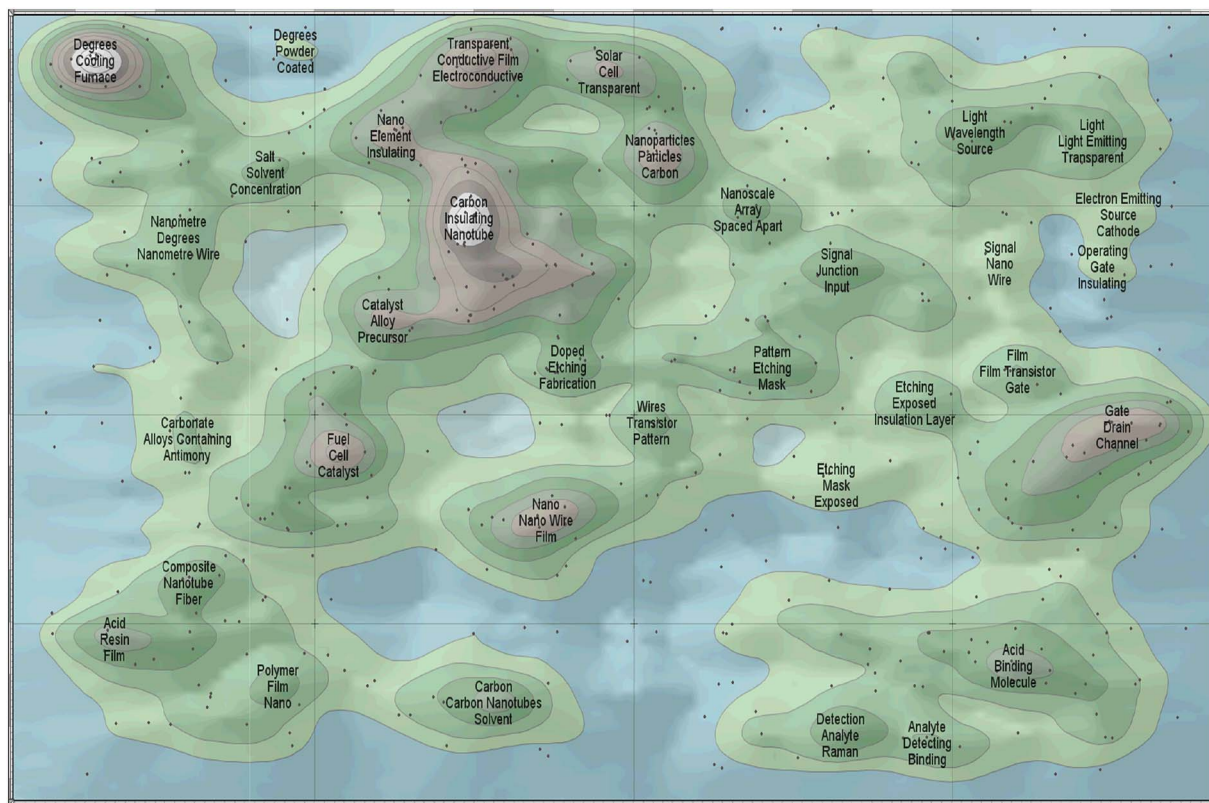 Degrees
Cooling
Furnace
Degrees
Powder
Coated
Transparent
Conductive Film
Electroconductive
Solar
Cell
Transparent
Nano
Element
Insulating
Nanoparticles
Particles
Carbon
Light
Wavelength
Source
Light
Light Emitting
Transparent
Salt
Solvent
Concentration
Carbon
Insulating
Nanotube
Nanoscale
Array
Spaced Apart
Electron Emitting
Source
Cathode
Nanometre
Degrees
Nanometre Wire
Signal
Junction
Input
Signal
Nano
Wire
Operating
Gate
Insulating
Catalyst
Alloy
Precursor
Doped
Etching
Fabrication
Pattern
Etching
Mask
Film
Film Transistor
Gate
Etching
Exposed
Insulation Layer
Wires
Transistor
Pattern
Gate
Drain
Channel
Carbonate
Alloys Containing
Antimony
Fuel
Cell
Catalyst
Etching
Mask
Exposed
Nano
Nano Wire
Film
Composite
Nanotube
Fiber
Acid
Resin
Film
Acid
Binding
Molecule
Polymer
Film
Nano
Carbon
Carbon Nanotubes
Solvent
Detection
Analyte
Raman
Analyte
Detecting
Binding